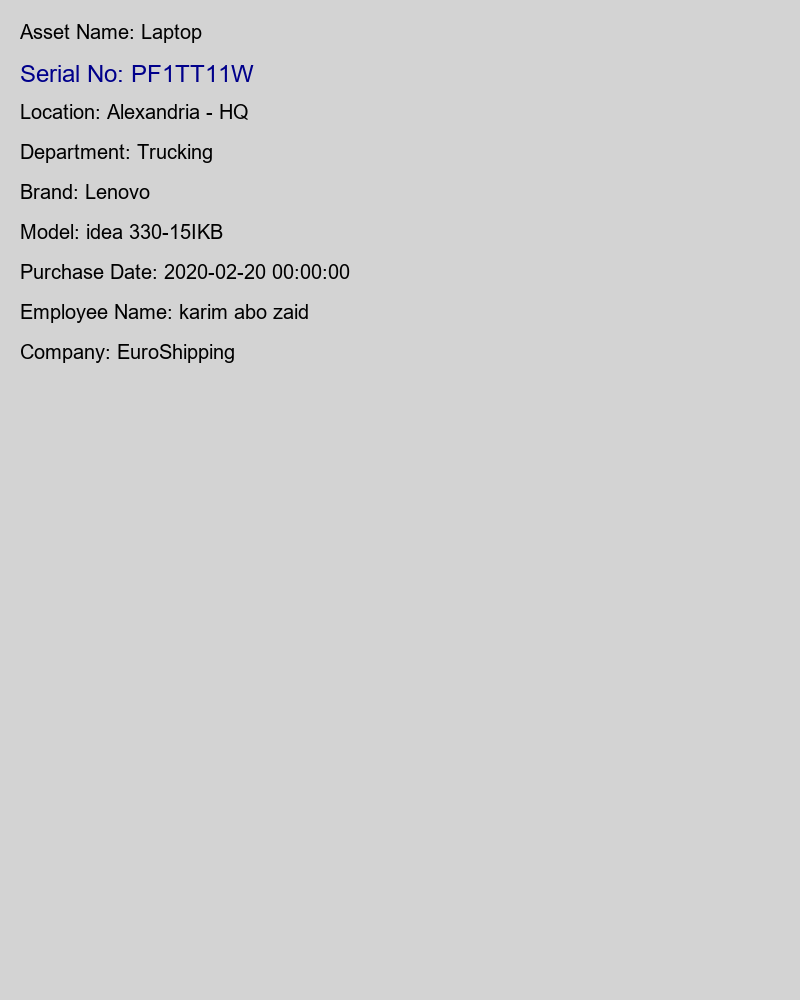 Asset Name: Laptop
Serial No: PF1TT11W
Location: Alexandria - HQ
Department: Trucking
Brand: Lenovo
Model: idea 330-15IKB
Purchase Date: 2020-02-20 00:00:00
Employee Name: karim abo zaid
Company: EuroShipping